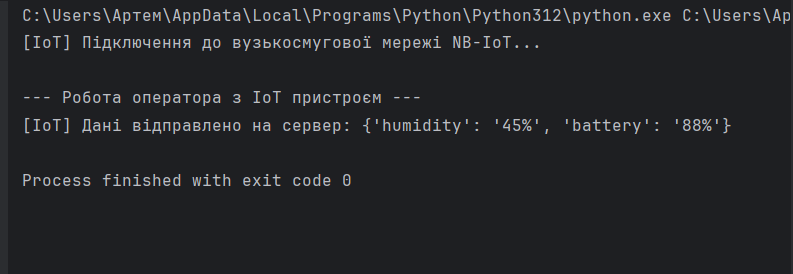 C:\Users\Артем\AppData\Local\Programs\Python\Python312\python.exe C:\Users\Ар
[IoT] Підключення до вузькосмугової мережі NB-IoT...
--- Робота оператора з IoT пристроєм ---
[IoT] Дані відправлено на сервер: {'humidity': '45%', 'battery': '88%'}
Process finished with exit code 0